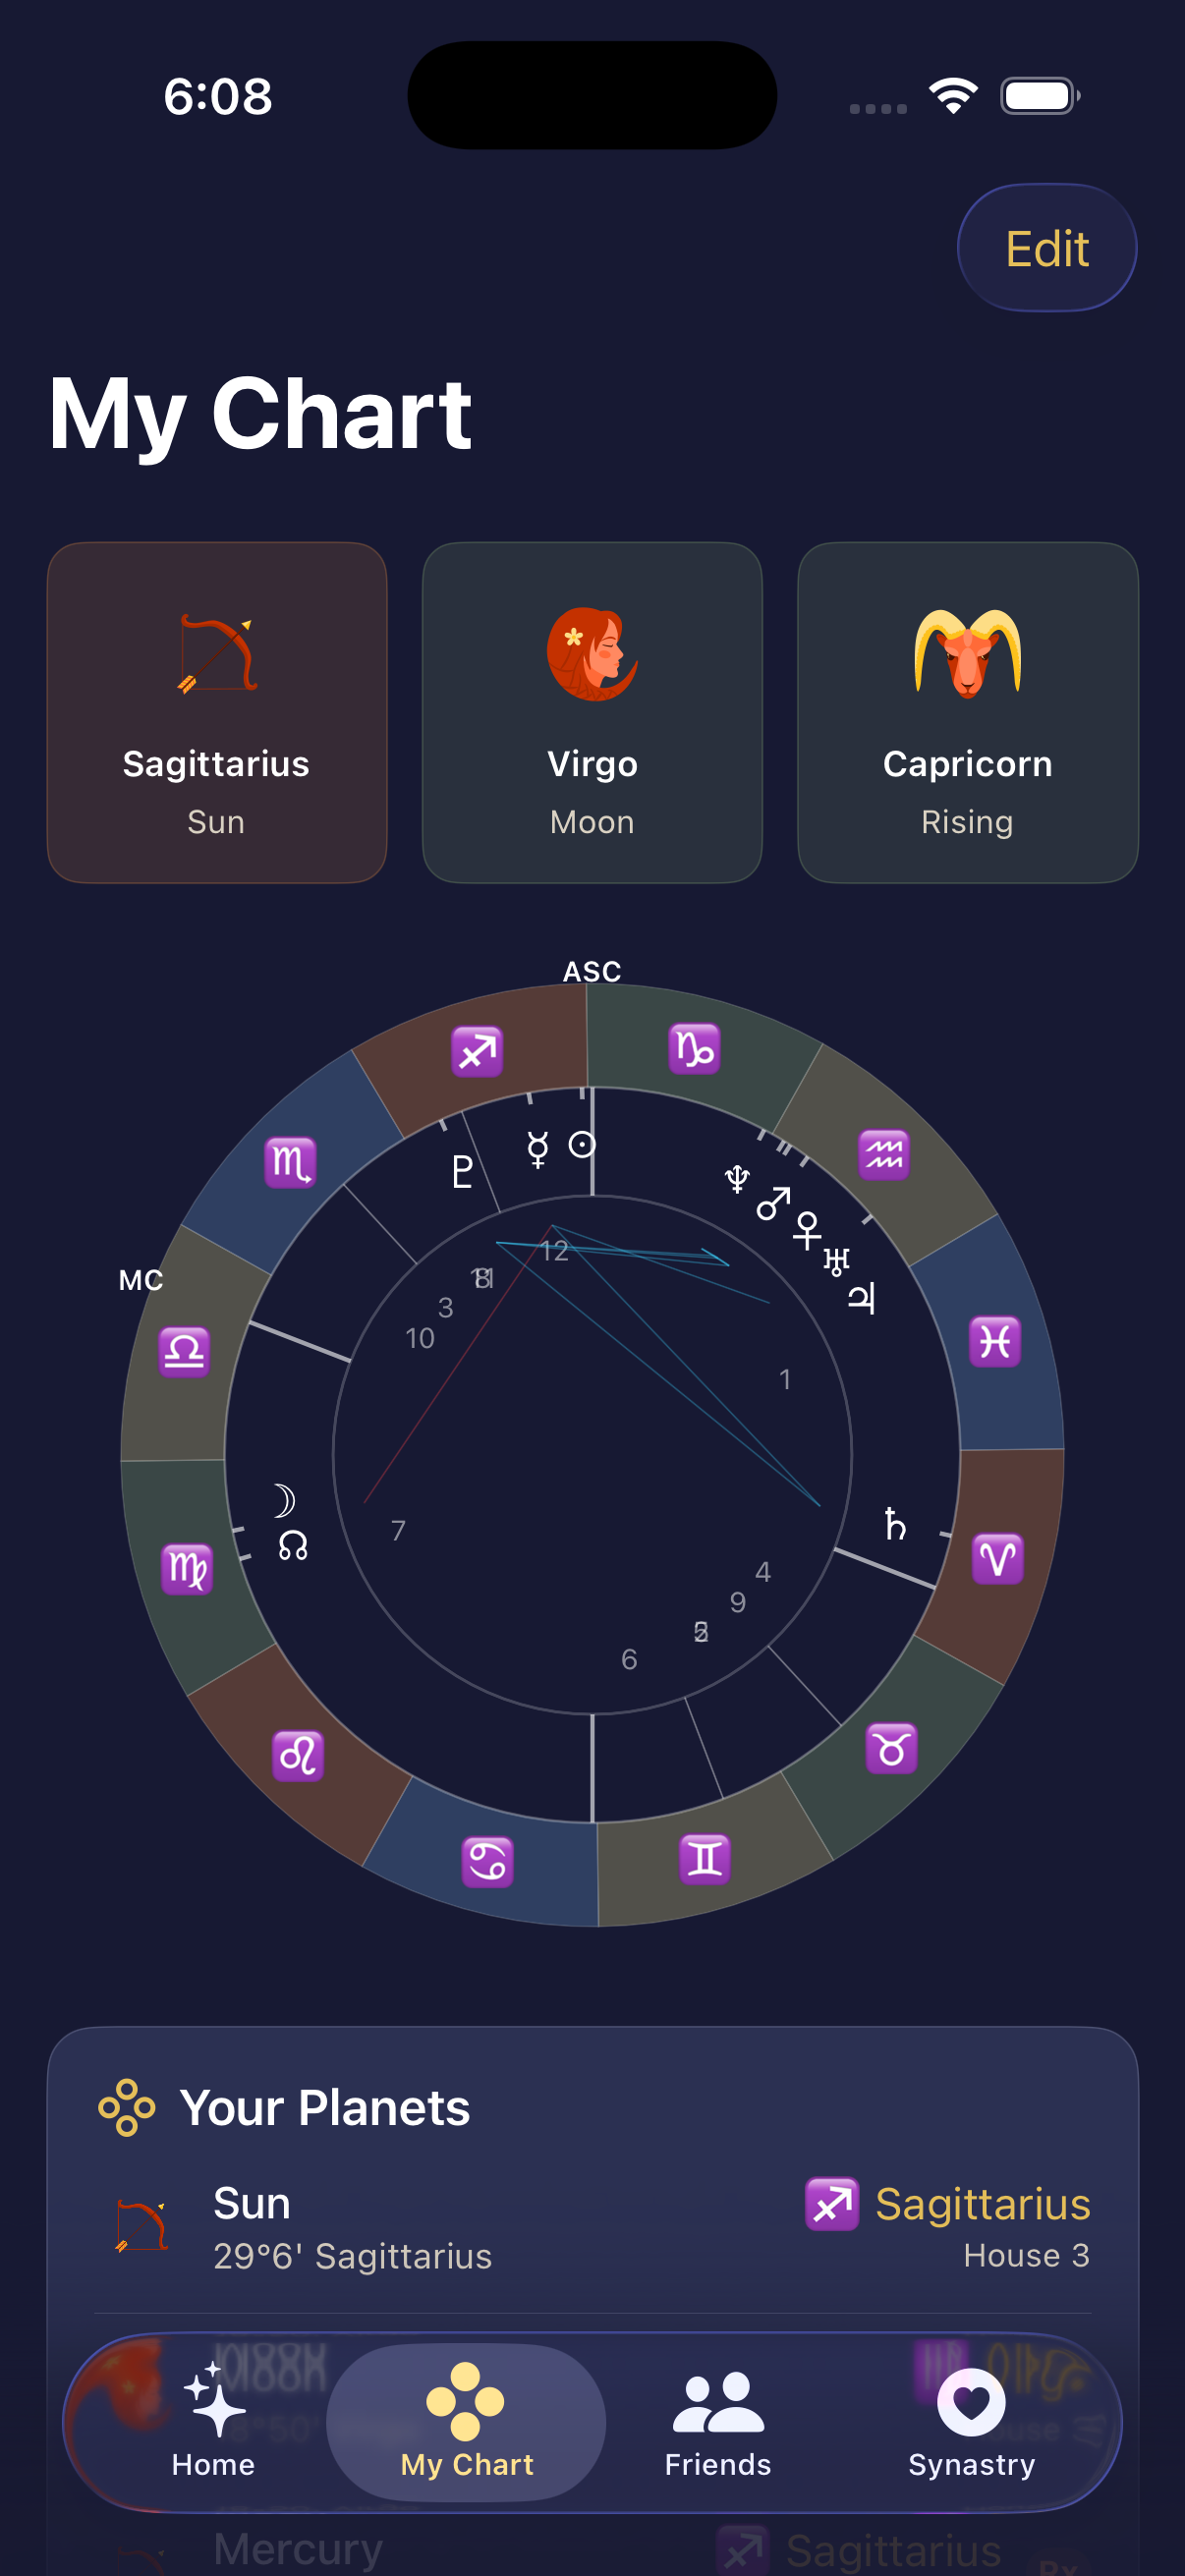 6:08
Edit
My Chart
Sagittarius
Sun
Virgo
Moon
Capricorn
Rising
ASC
♐ ♑
♏ ♒
♇ ☿ ☉
♆ ♂ ♀ ♅ ♃
MC
12
3
10
♎ ♓
1
☽ ☊
♄
7
♍ ♈
4
9
6
♌ ♉
♋ ♊
Your Planets
Sun
♐ Sagittarius
29°6' Sagittarius
House 3
Home
My Chart
Friends
Synastry
Mercury
♐ Sagittarius
Rx